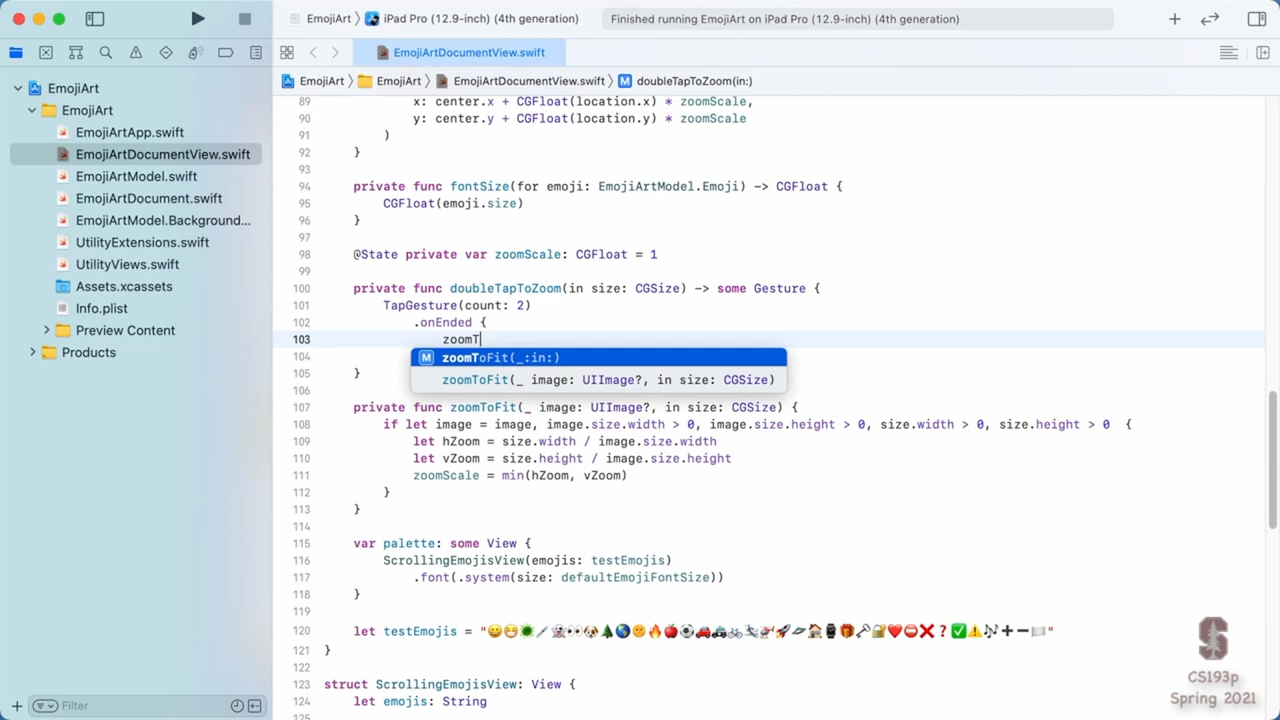 EmojiArt
iPad Pro (12.9-inch) (4th generation)
Finished running EmojiArt on iPad Pro (12.9-inch) (4th generation)
EmojiArtDocumentView.swift
EmojiArt
EmojiArt
EmojiArtDocumentView.swift
M
doubleTapToZoom(in:)
EmojiArt
EmojiArt
EmojiArtApp.swift
EmojiArtDocumentView.swift
EmojiArtModel.swift
EmojiArtDocument.swift
EmojiArtModel.Background...
UtilityExtensions.swift
UtilityViews.swift
Assets.xcassets
Info.plist
Preview Content
Products
Filter
89 x: center.x + CGFloat(location.x) * zoomScale,
90 y: center.y + CGFloat(location.y) * zoomScale
91 )
92 }
93
94 private func fontSize(for emoji: EmojiArtModel.Emoji) -> CGFloat {
95 CGFloat(emoji.size)
96 }
97
98 @State private var zoomScale: CGFloat = 1
99
100 private func doubleTapToZoom(in size: CGSize) -> some Gesture {
101 TapGesture(count: 2)
102 .onEnded {
103 zoomT
M zoomToFit(_:in:)
zoomToFit(_ image: UIImage?, in size: CGSize)
104
105 }
106
107 private func zoomToFit(_ image: UIImage?, in size: CGSize) {
108 if let image = image, image.size.width > 0, image.size.height > 0, size.width > 0, size.height > 0 {
109 let hZoom = size.width / image.size.width
110 let vZoom = size.height / image.size.height
111 zoomScale = min(hZoom, vZoom)
112 }
113 }
114
115 var palette: some View {
116 ScrollingEmojisView(emojis: testEmojis)
117 .font(.system(size: defaultEmojiFontSize))
118 }
119
120 let testEmojis = "😀😷🦠💉👻👀🐶🌲🌎🌞🔥🍎⚽️🚗🚓🚲🛩🚁🚀🛸🏠⌚️🎁🗝🔐❤️⛔️❌❓✅⚠️🎶➕➖🏳️"
121 }
122
123 struct ScrollingEmojisView: View {
124 let emojis: String
125
S
CS193p
Spring 2021